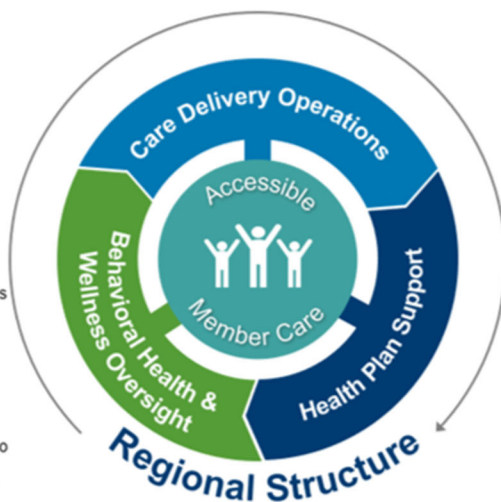 Care Delivery Operations
Accessible
Member Care
Behavioral Health &
Wellness Oversight
Health Plan Support
s
o
Regional Structure